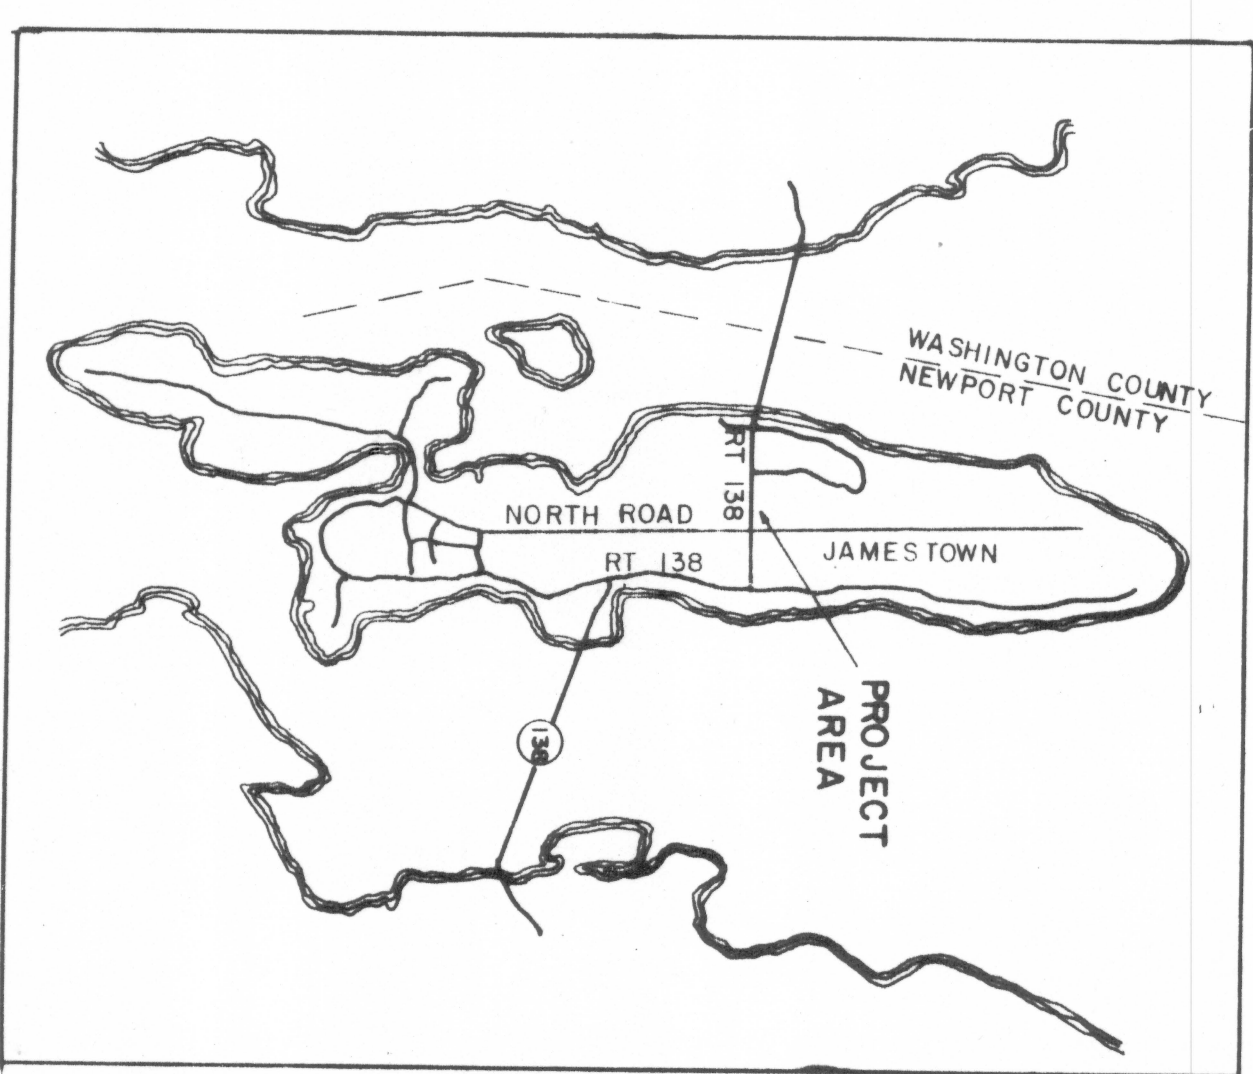 WASHINGTON COUNTY
NEWPORT COUNTY
RT 138
NORTH ROAD
JAMESTOWN
RT 138
PROJECT
AREA
138